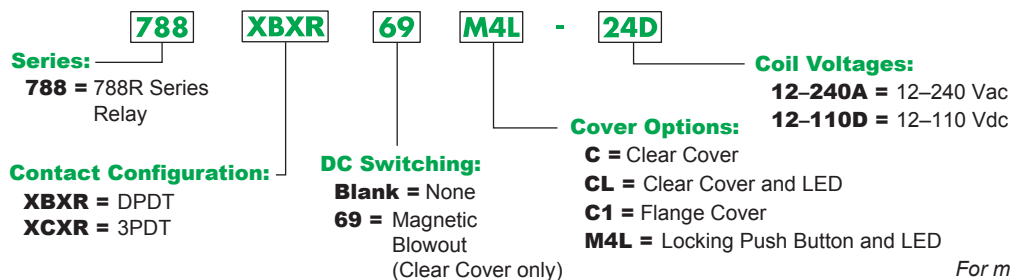 788 XBXR 69 M4L - 24D
Series:
788 = 788R Series
Relay
Contact Configuration:
XBXR = DPDT
XCXR = 3PDT
DC Switching:
Blank = None
69 = Magnetic
Blowout
(Clear Cover only)
Cover Options:
C = Clear Cover
CL = Clear Cover and LED
C1 = Flange Cover
M4L = Locking Push Button and LED
Coil Voltages:
12–240A = 12–240 Vac
12–110D = 12–110 Vdc
For m